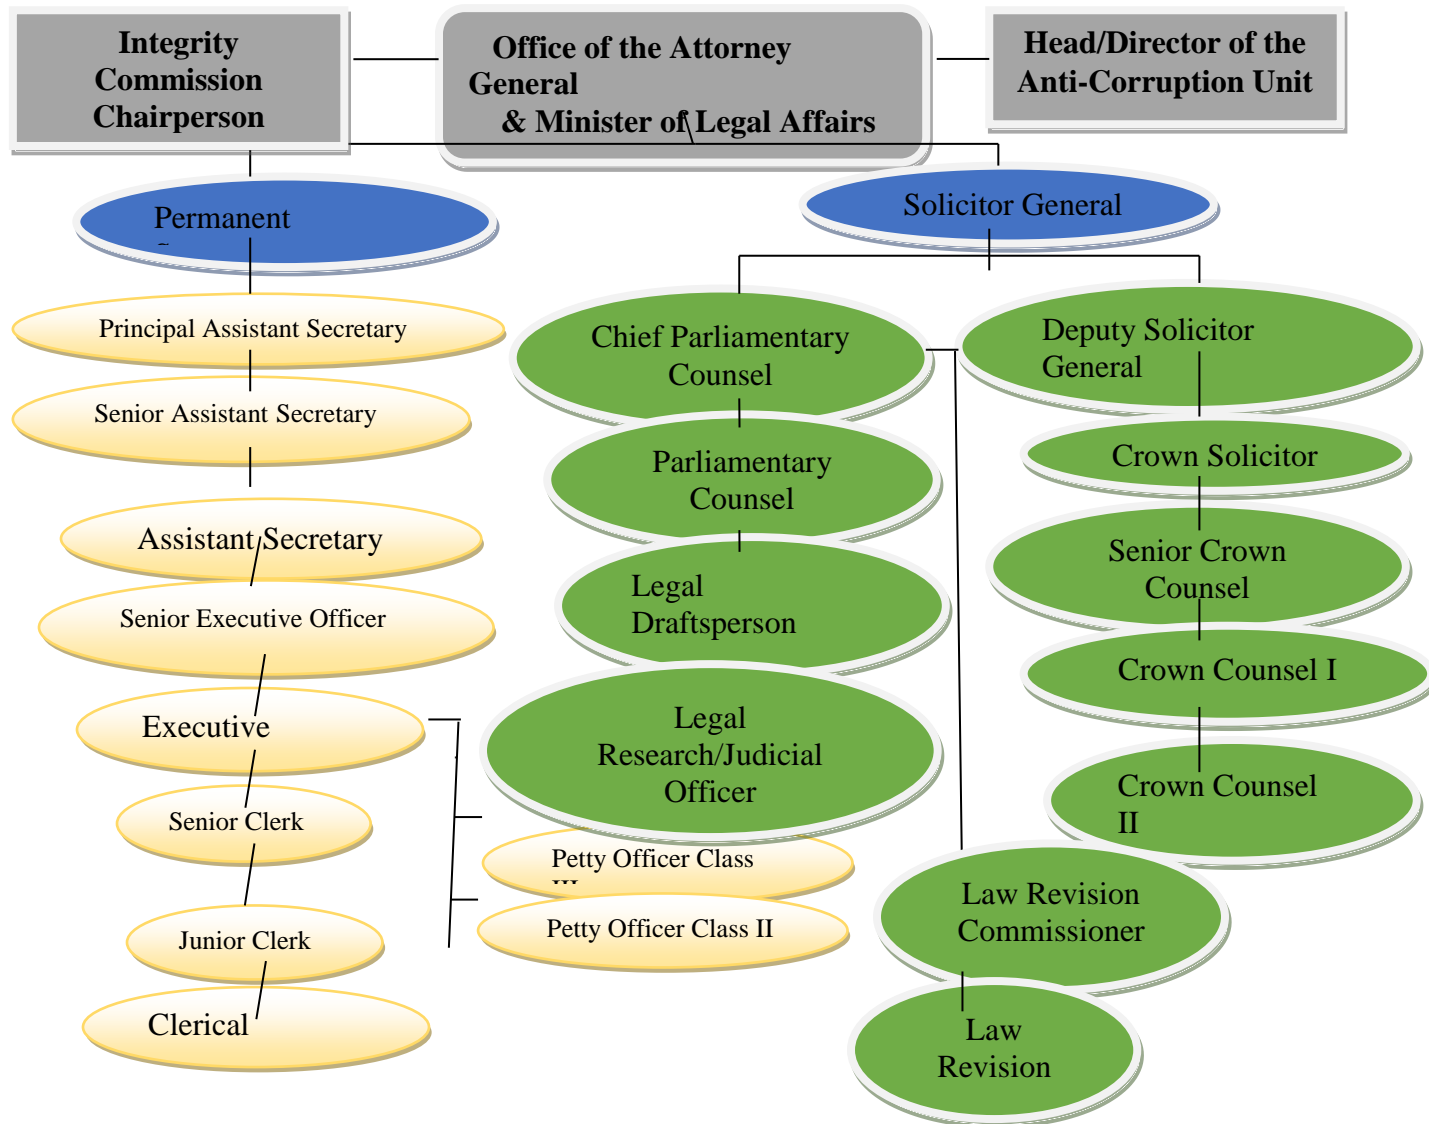 Integrity
Commission
Chairperson
Office of the Attorney
General
& Minister of Legal Affairs
Head/Director of the
Anti-Corruption Unit
Permanent
Solicitor General
Principal Assistant Secretary
Senior Assistant Secretary
Assistant Secretary
Senior Executive Officer
Executive
Senior Clerk
Junior Clerk
Clerical
Petty Officer Class
III
Petty Officer Class II
Chief Parliamentary
Counsel
Parliamentary
Counsel
Legal
Draftsperson
Legal
Research/Judicial
Officer
Deputy Solicitor
General
Crown Solicitor
Senior Crown
Counsel
Crown Counsel I
Crown Counsel
II
Law Revision
Commissioner
Law
Revision